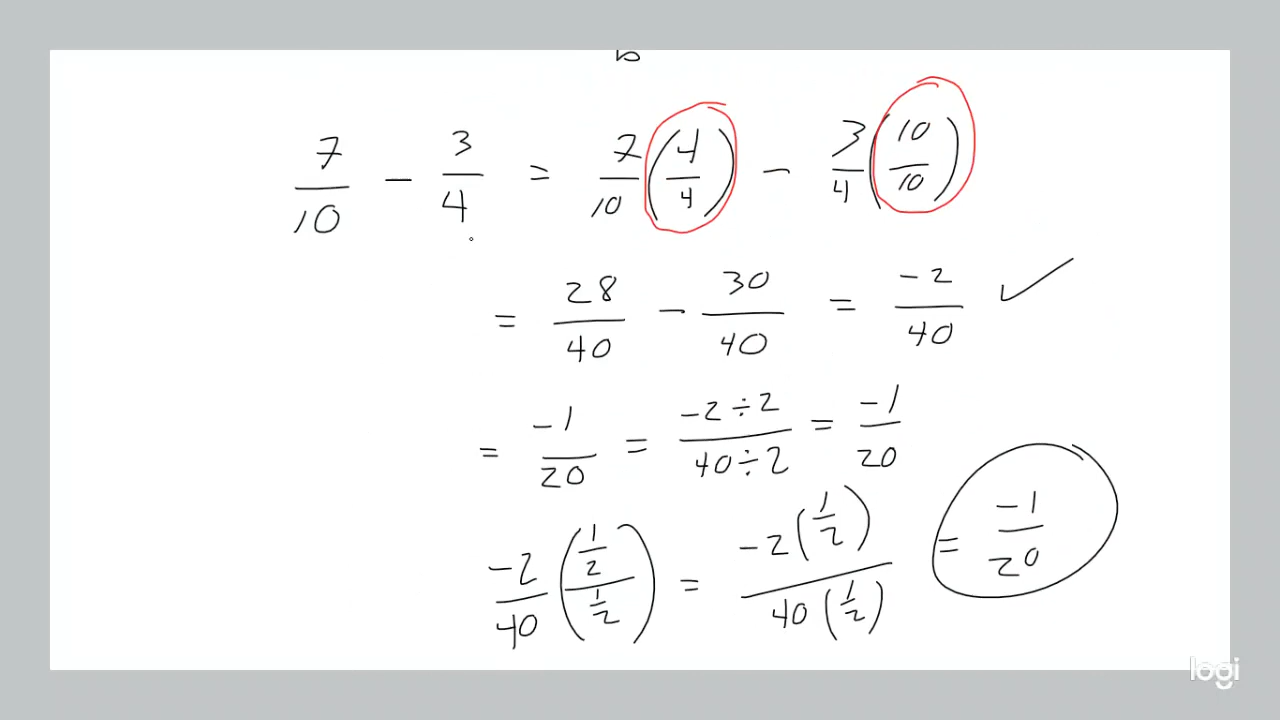 b
7/10 - 3/4 = 7/10 (4/4) - 3/4 (10/10)
= 28/40 - 30/40 = -2/40 ✓
= -1/20 = -2÷2/40÷2 = -1/20
-2/40 (1/2 / 1/2) = -2(1/2)/40(1/2) = -1/20
logi